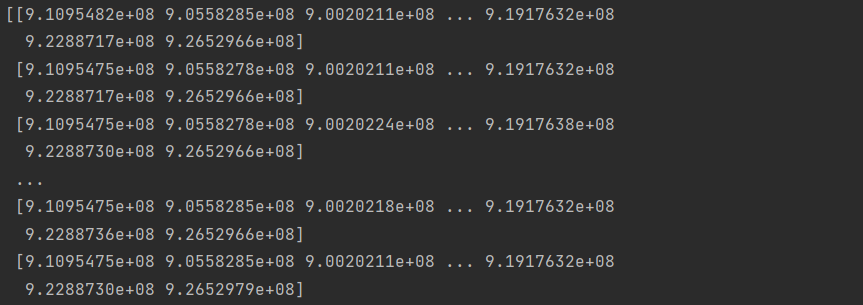 [[9.1095482e+08 9.0558285e+08 9.0020211e+08 ... 9.1917632e+08
9.2288717e+08 9.2652966e+08]
[9.1095475e+08 9.0558278e+08 9.0020211e+08 ... 9.1917632e+08
9.2288717e+08 9.2652966e+08]
[9.1095475e+08 9.0558278e+08 9.0020224e+08 ... 9.1917638e+08
9.2288730e+08 9.2652966e+08]
...
[9.1095475e+08 9.0558285e+08 9.0020218e+08 ... 9.1917632e+08
9.2288736e+08 9.2652966e+08]
[9.1095475e+08 9.0558285e+08 9.0020211e+08 ... 9.1917632e+08
9.2288730e+08 9.2652979e+08]